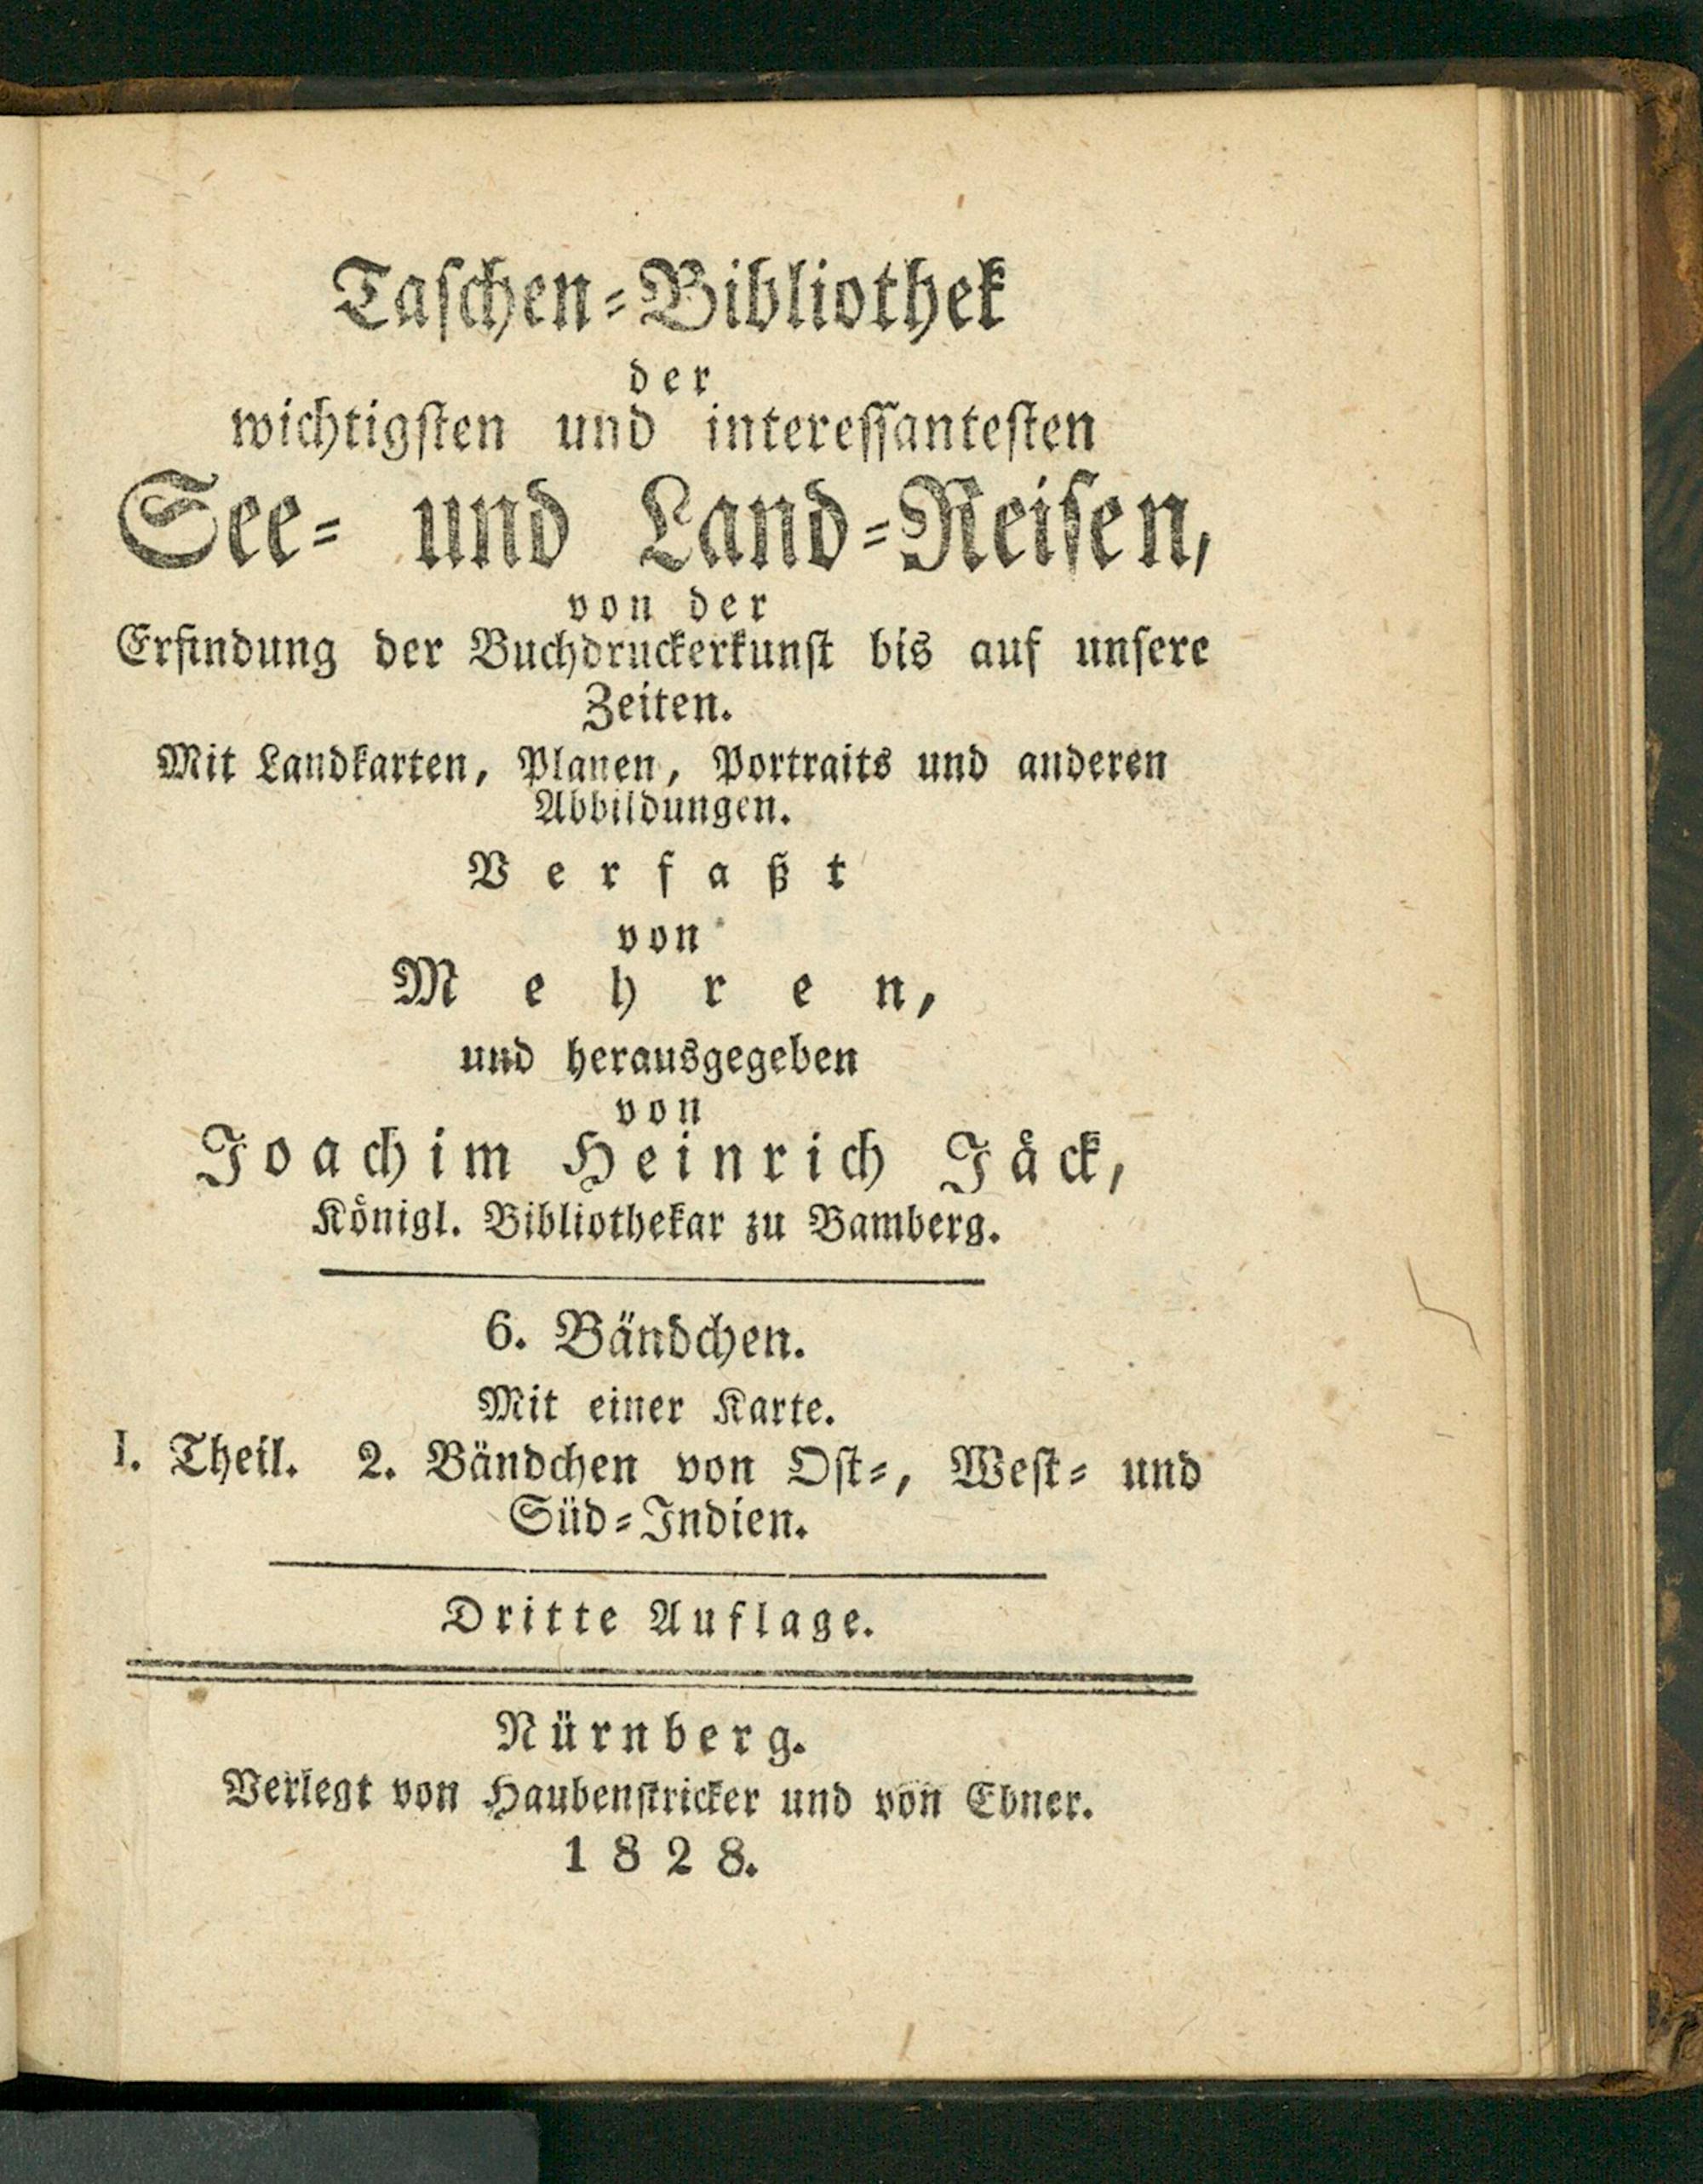 Taschen-Bibliothek
der
wichtigsten und interessantesten
See- und Land-Reisen,
von der
Erfindung der Buchdruckerkunst bis auf unsere
Zeiten.
Mit Landkarten, Planen, Portraits und anderen
Abbildungen.
Verfaßt
von
Mehren,
und herausgegeben
von
Joachim Heinrich Jäck,
Königl. Bibliothekar zu Bamberg.
6. Bändchen.
Mit einer Karte.
I. Theil. 2. Bändchen von Ost-, West- und
Süd-Indien.
Dritte Auflage.
Nürnberg.
Verlegt von Haubenstricker und von Ebner.
1828.